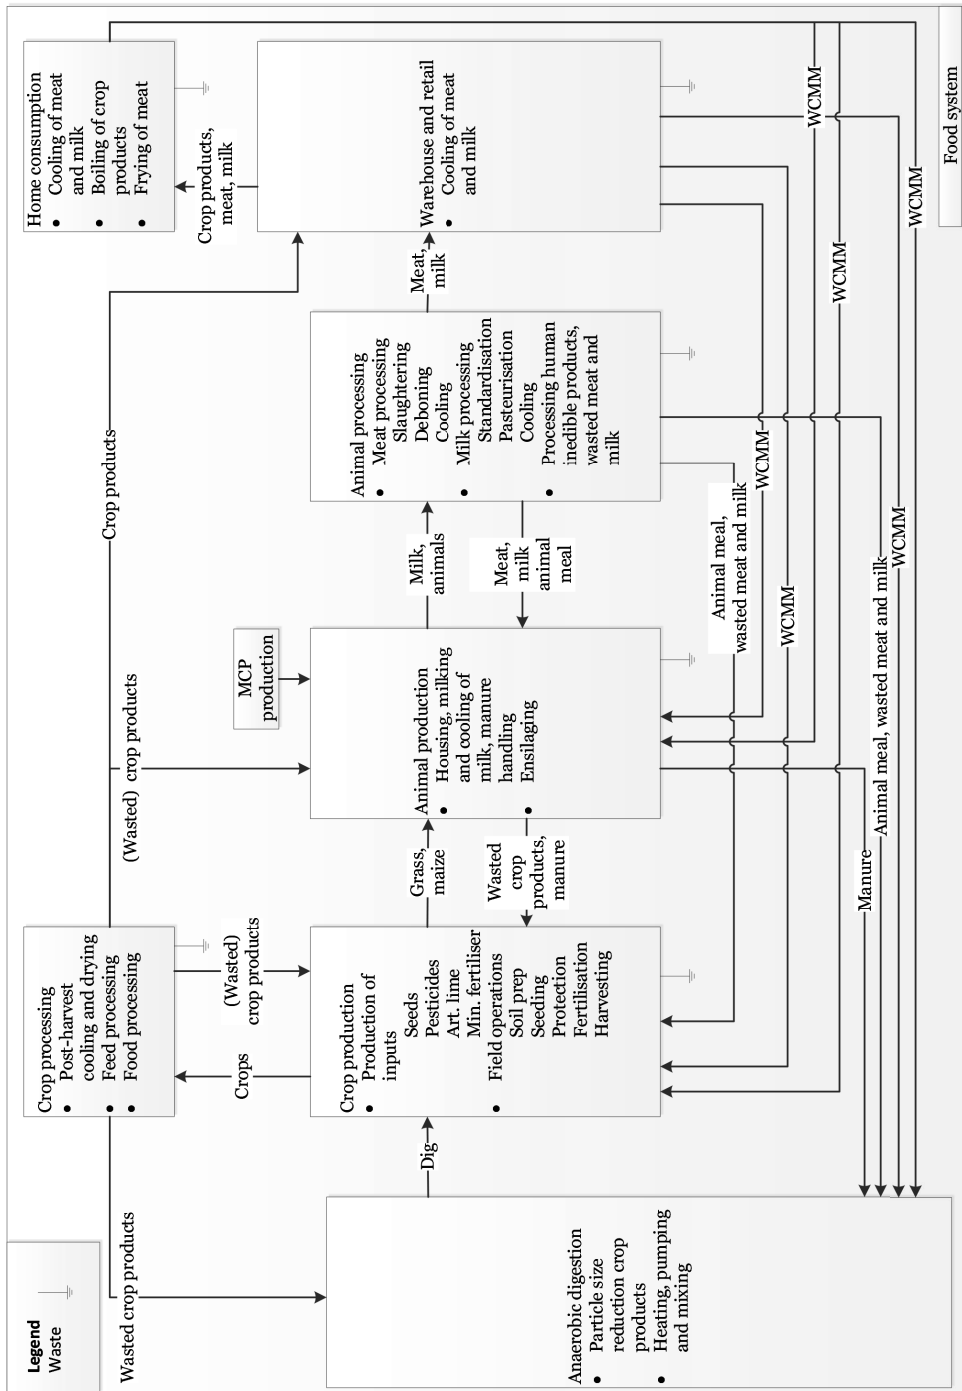 Legend
Waste
Food system
Wasted crop products
Crop processing
• Post-harvest
cooling and drying
• Feed processing
• Food processing
(Wasted) crop products
Crop products
Home consumption
• Cooling of meat
and milk
• Boiling of crop
products
• Frying of meat
Crops
(Wasted)
crop products
MCP
production
Crop products,
meat, milk
Anaerobic digestion
• Particle size
reduction crop
products
• Heating, pumping
and mixing
Dig
Crop production
• Production of
inputs
Seeds
Pesticides
Art. lime
Min. fertiliser
• Field operations
Soil prep
Seeding
Protection
Fertilisation
Harvesting
Grass,
maize
Wasted
crop
products,
manure
Animal production
• Housing, milking
and cooling of
milk, manure
handling
• Ensilaging
Milk,
animals
Meat,
milk
animal
meal
Animal processing
• Meat processing
Slaughtering
Deboning
Cooling
• Milk processing
Standardisation
Pasteurisation
Cooling
• Processing human
inedible products,
wasted meat and
milk
Meat,
milk
Warehouse and retail
• Cooling of meat
and milk
Animal meal,
wasted meat and milk
WCMM
WCMM
WCMM
WCMM
Manure
Animal meal, wasted meat and milk
WCMM
WCMM